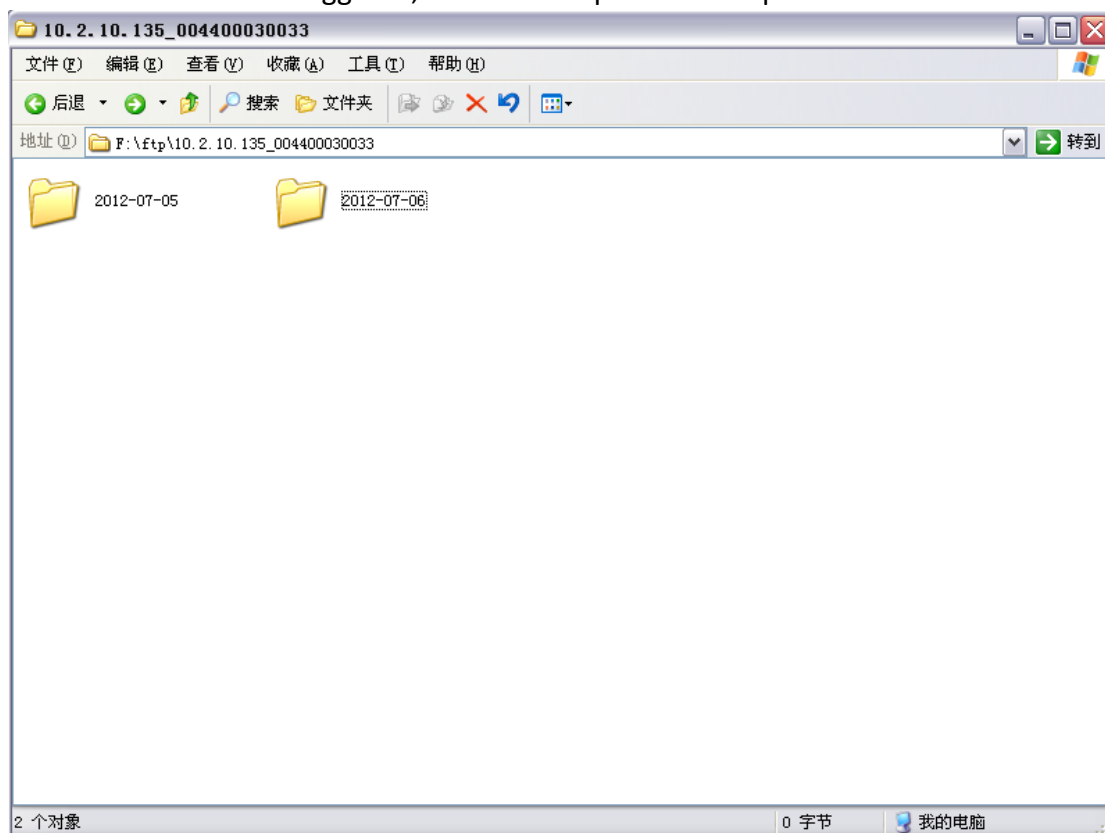 10.2.10.135_004400030033
文件(F) 编辑(E) 查看(V) 收藏(A) 工具(T) 帮助(H)
后退 搜索 文件夹
地址(D) F:\ftp\10.2.10.135_004400030033 转到
2012-07-05 2012-07-06
2 个对象 0 字节 我的电脑